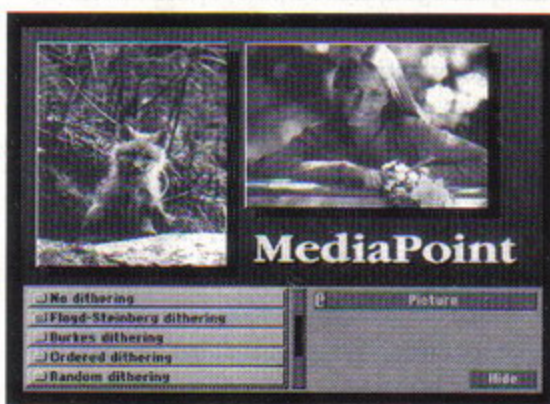 MediaPoint
No dithering
Floyd-Steinberg dithering
Burkes dithering
Ordered dithering
Random dithering
Picture
Hide